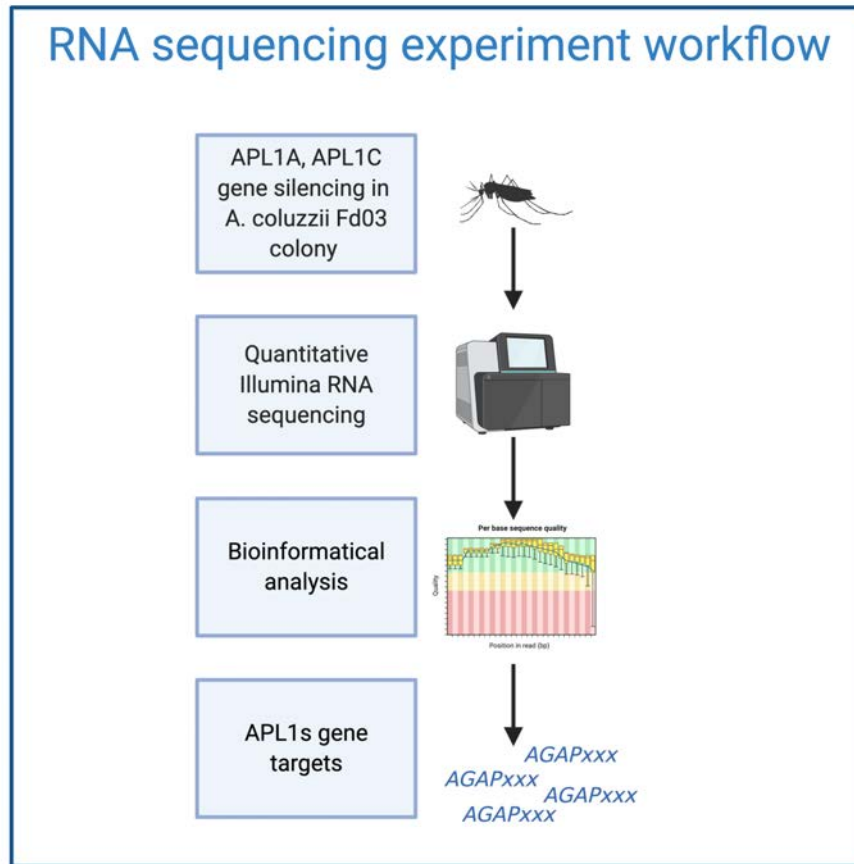 RNA sequencing experiment workflow
APL1A, APL1C
gene silencing in
A. coluzzii Fd03
colony
Quantitative
Illumina RNA
sequencing
Bioinformatical
analysis
Per base sequence quality
Quality
Position in read (bp)
APL1s gene
targets
AGAPxxx
AGAPxxx
AGAPxxx
AGAPxxx